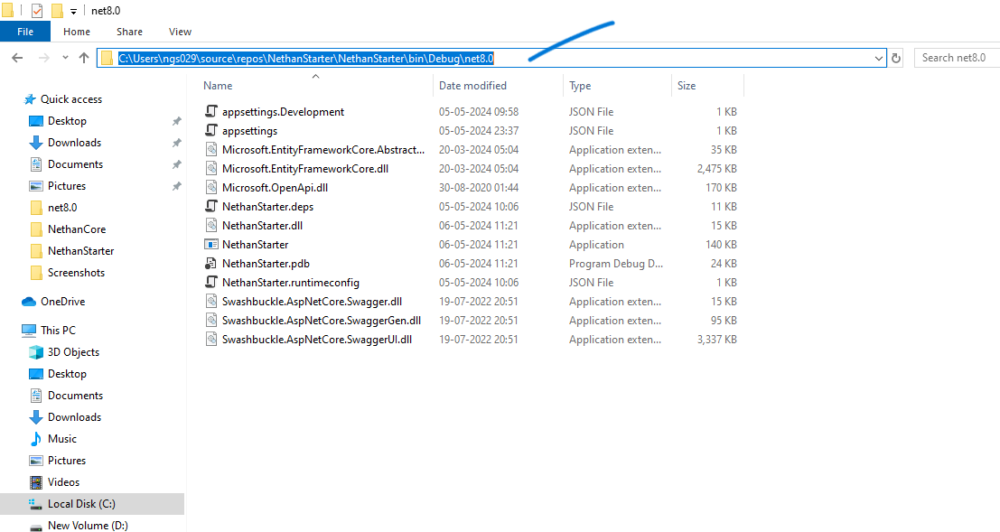 net8.0
File Home Share View
C:\Users\ngs029\source\repos\NethanStarter\NethanStarter\bin\Debug\net8.0
Search net8.0
Quick access
Desktop
Downloads
Documents
Pictures
net8.0
NethanCore
NethanStarter
Screenshots
OneDrive
This PC
3D Objects
Desktop
Documents
Downloads
Music
Pictures
Videos
Local Disk (C:)
New Volume (D:)
Name Date modified Type Size
appsettings.Development 05-05-2024 09:58 JSON File 1 KB
appsettings 05-05-2024 23:37 JSON File 1 KB
Microsoft.EntityFrameworkCore.Abstract... 20-03-2024 05:04 Application exten... 35 KB
Microsoft.EntityFrameworkCore.dll 20-03-2024 05:04 Application exten... 2,475 KB
Microsoft.OpenApi.dll 30-08-2020 01:44 Application exten... 170 KB
NethanStarter.deps 05-05-2024 10:06 JSON File 11 KB
NethanStarter.dll 06-05-2024 11:21 Application exten... 15 KB
NethanStarter 06-05-2024 11:21 Application 140 KB
NethanStarter.pdb 06-05-2024 11:21 Program Debug D... 24 KB
NethanStarter.runtimeconfig 05-05-2024 10:06 JSON File 1 KB
Swashbuckle.AspNetCore.Swagger.dll 19-07-2022 20:51 Application exten... 15 KB
Swashbuckle.AspNetCore.SwaggerGen.dll 19-07-2022 20:51 Application exten... 95 KB
Swashbuckle.AspNetCore.SwaggerUI.dll 19-07-2022 20:51 Application exten... 3,337 KB